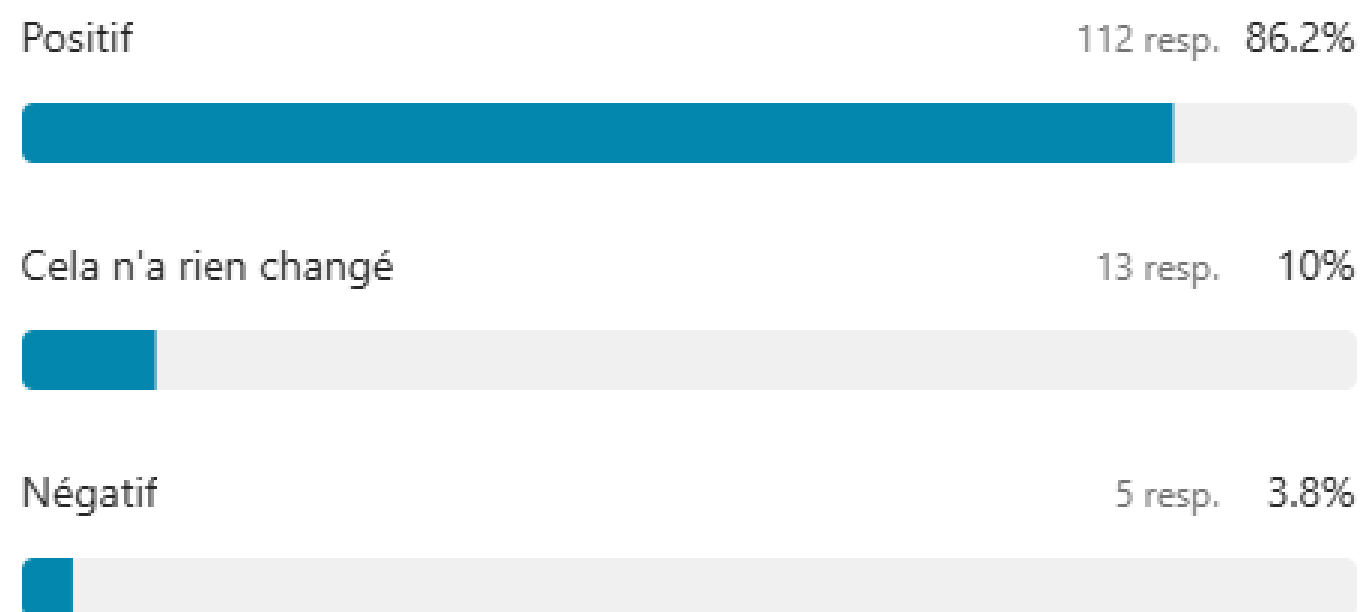 Positif 112 resp. 86.2%
Cela n'a rien changé 13 resp. 10%
Négatif 5 resp. 3.8%